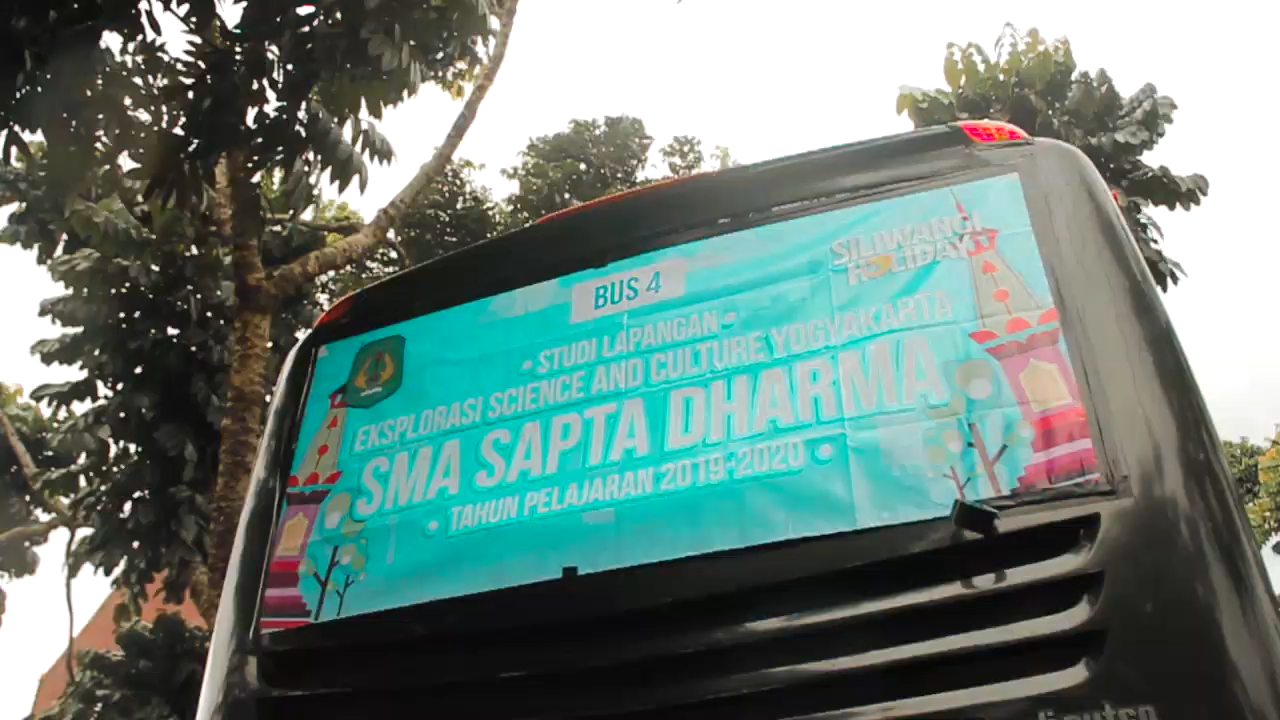 BUS 4
SILIWANGI
HOLIDAY
• STUDI LAPANGAN •
EKSPLORASI SCIENCE AND CULTURE YOGYAKARTA
SMA SAPTA DHARMA
• TAHUN PELAJARAN 2019-2020 •